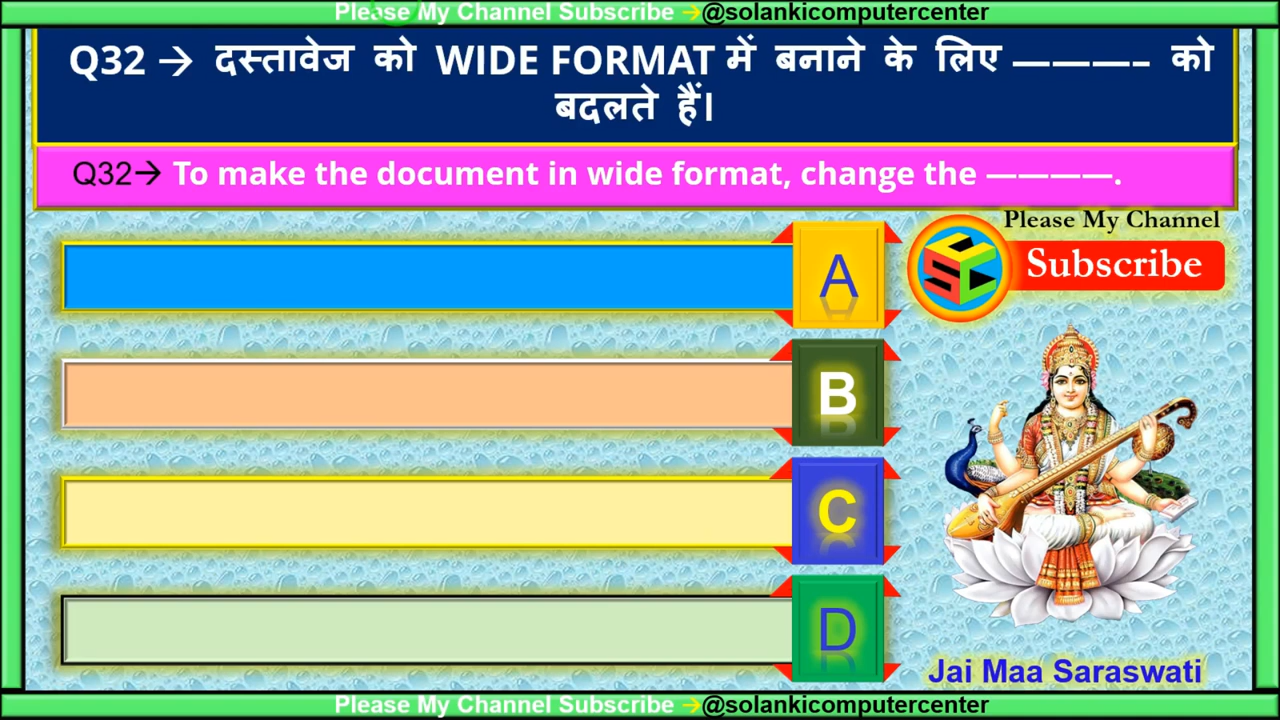 Please My Channel Subscribe →@solankicomputercenter
Q32 → दस्तावेज को WIDE FORMAT में बनाने के लिए ———– को
बदलते हैं।
Q32→ To make the document in wide format, change the ————.
Please My Channel
Subscribe
CSC
A
B
C
D
Jai Maa Saraswati
Please My Channel Subscribe →@solankicomputercenter